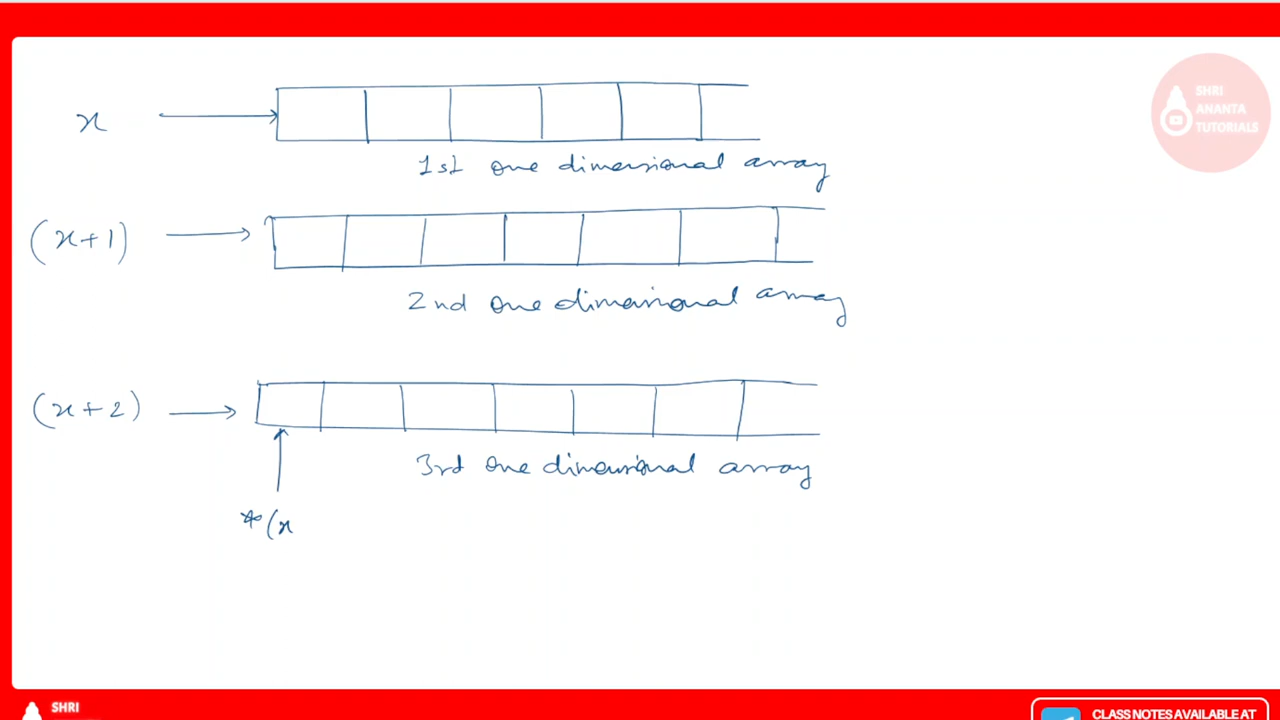 SHRI
ANANTA
TUTORIALS
x
1st one dimensional array
(x+1)
2nd one dimensional array
(x+2)
3rd one dimensional array
*(x
SHRI
CLASS NOTES AVAILABLE AT